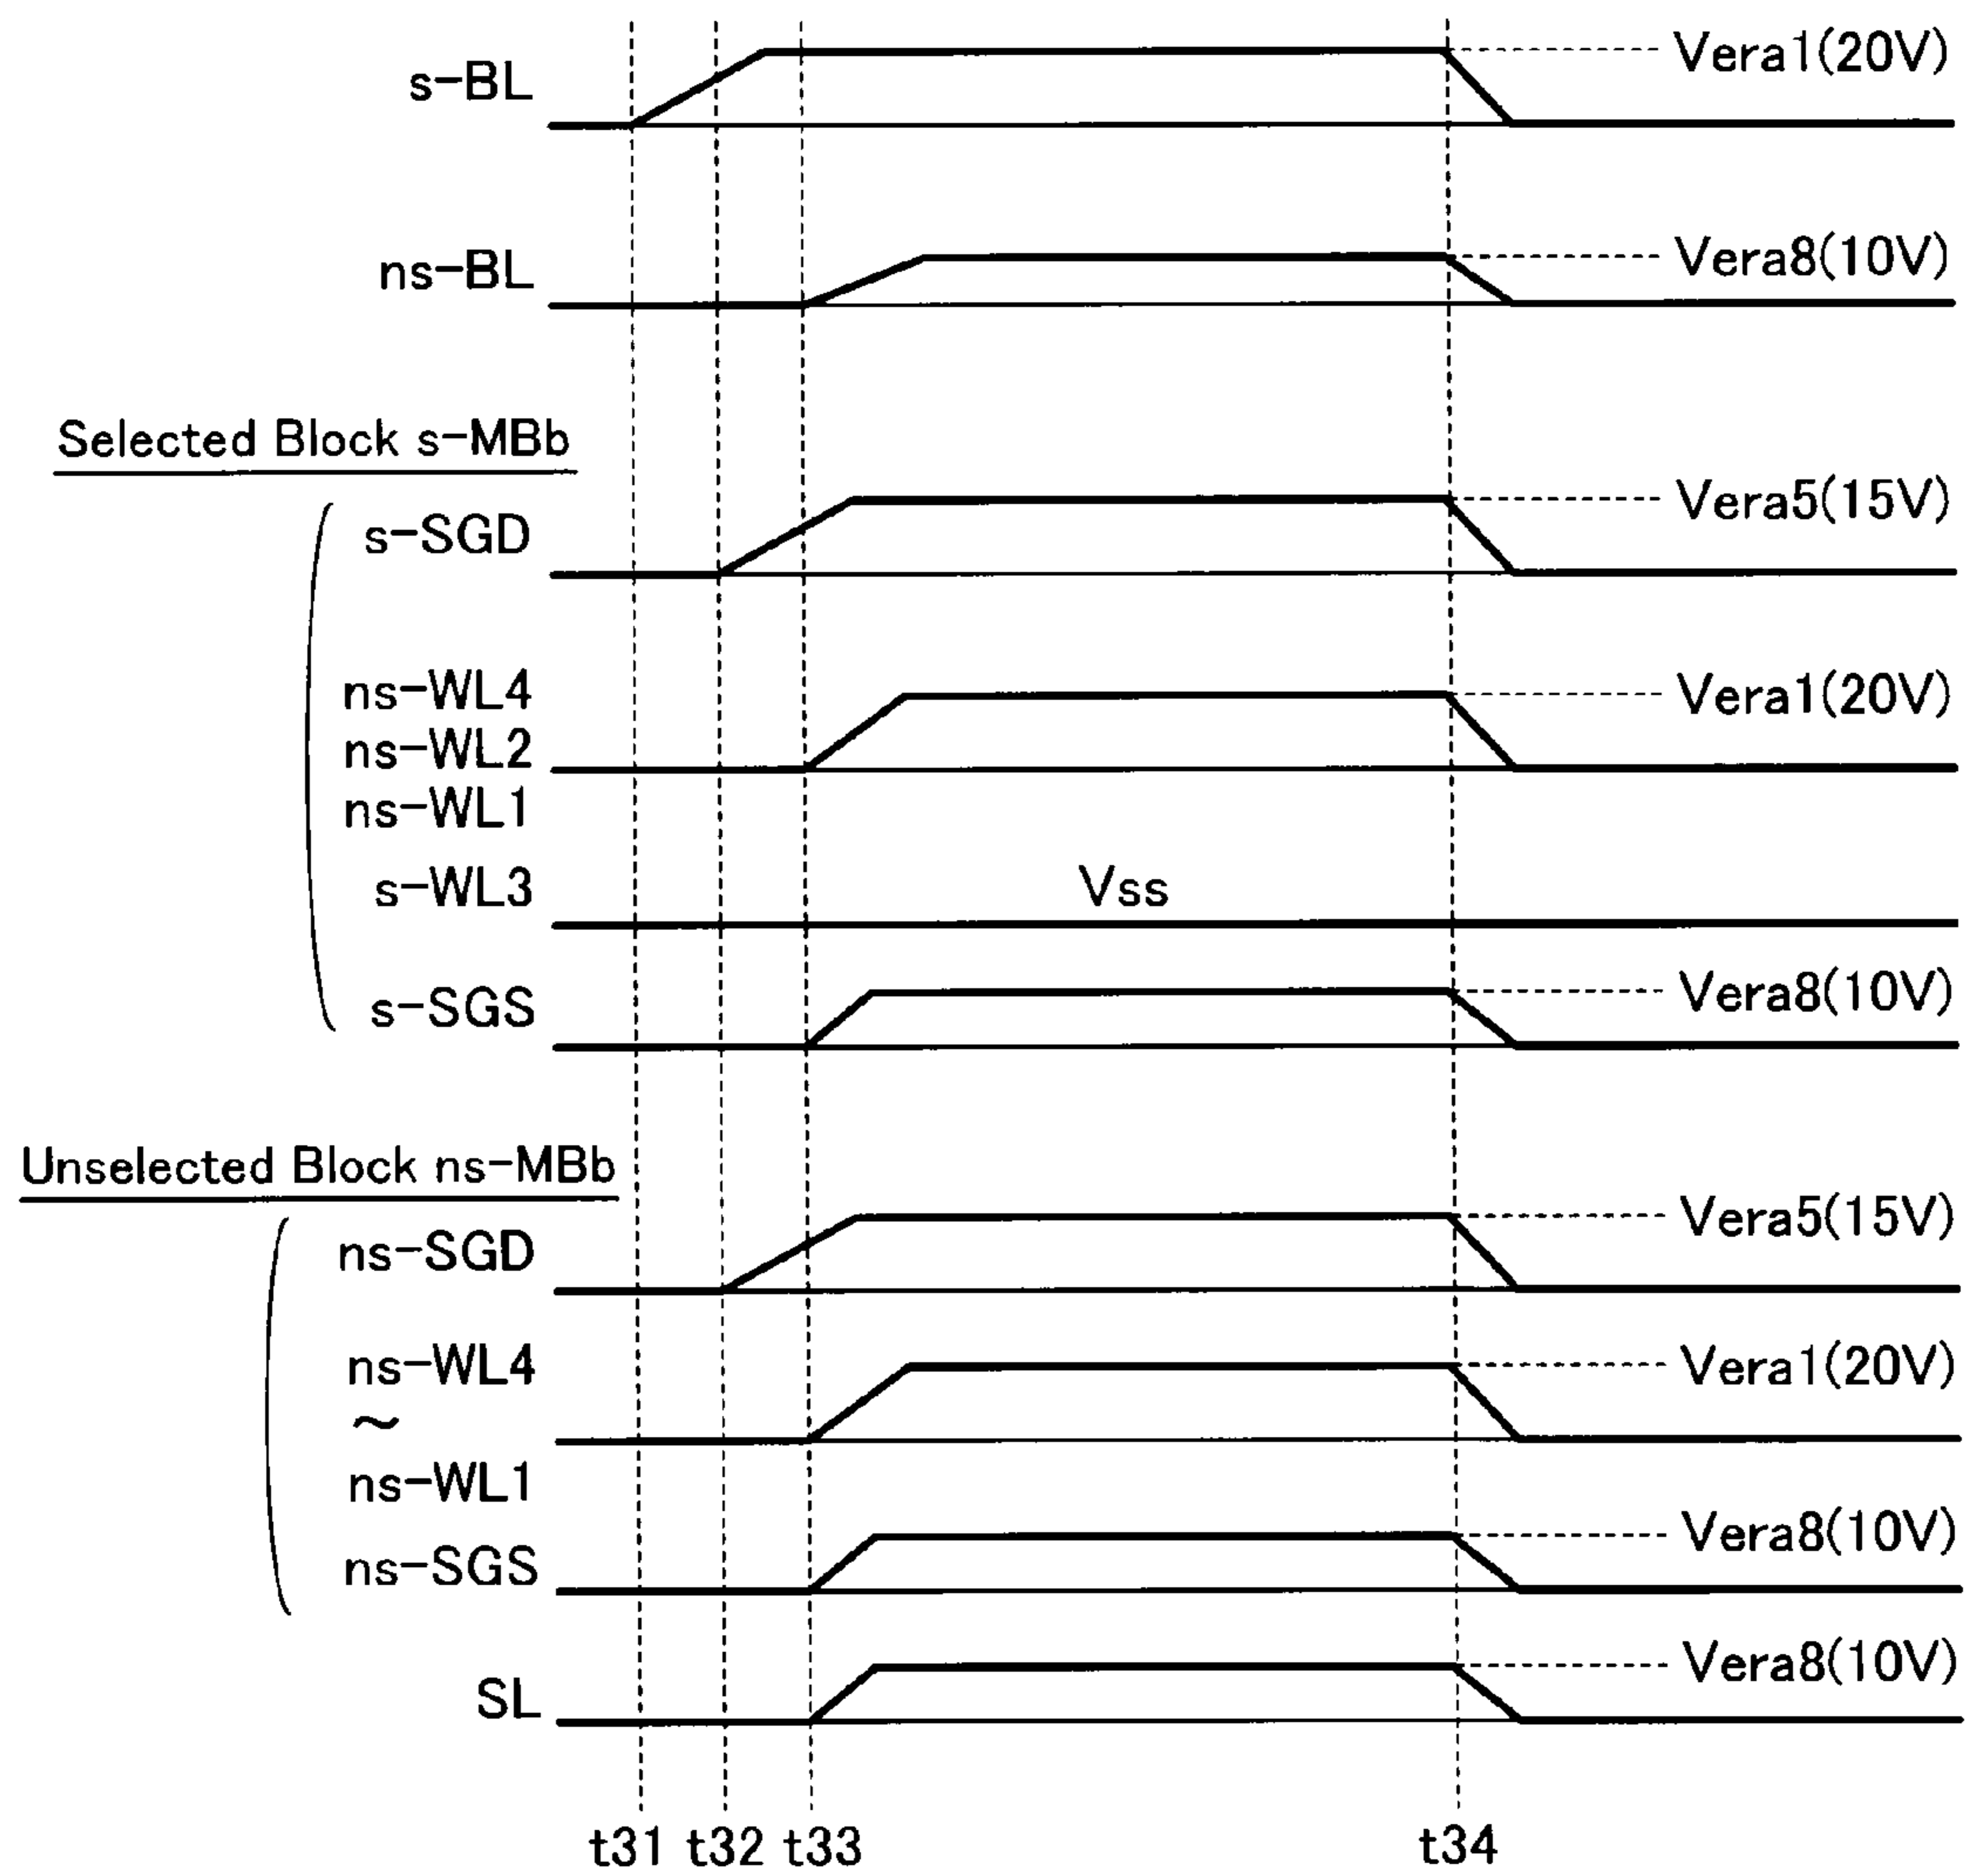 s-BL Vera1(20V)
ns-BL Vera8(10V)
Selected Block s-MBb
s-SGD Vera5(15V)
ns-WL4 Vera1(20V)
ns-WL2
ns-WL1
s-WL3 Vss
s-SGS Vera8(10V)
Unselected Block ns-MBb
ns-SGD Vera5(15V)
ns-WL4 Vera1(20V)
~
ns-WL1
ns-SGS Vera8(10V)
SL Vera8(10V)
t31 t32 t33 t34